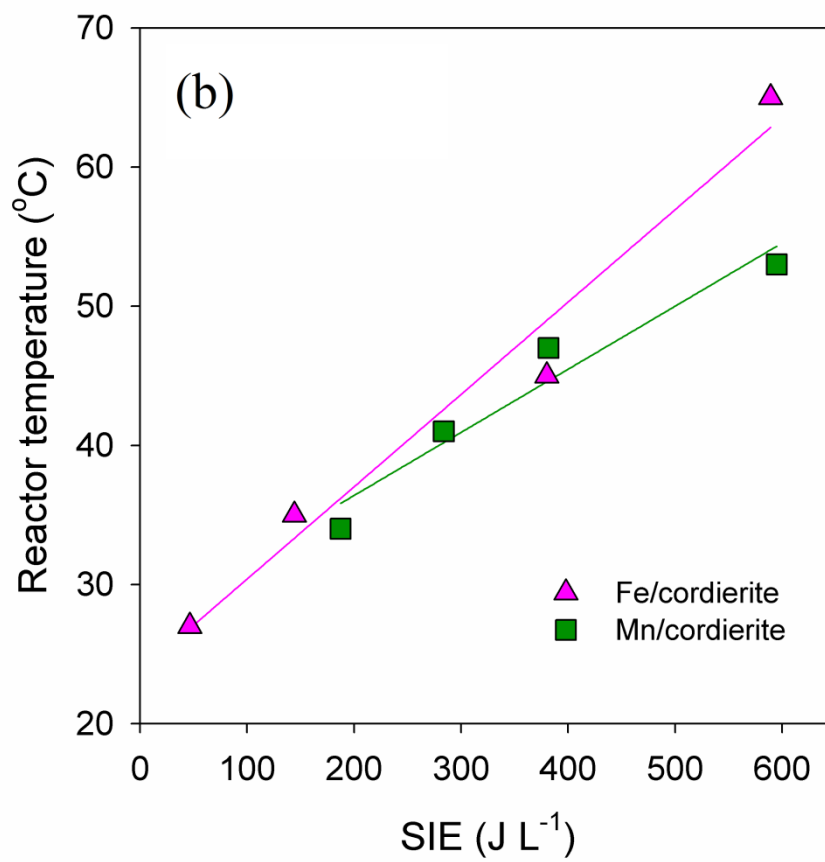 (b)
70
60
50
40
30
20
Reactor temperature (°C)
0 100 200 300 400 500 600
SIE (J L⁻¹)
Fe/cordierite
Mn/cordierite